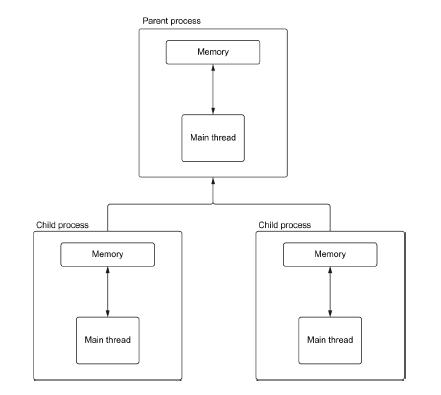 Parent process
Memory
Main thread
Child process
Memory
Main thread
Child process
Memory
Main thread